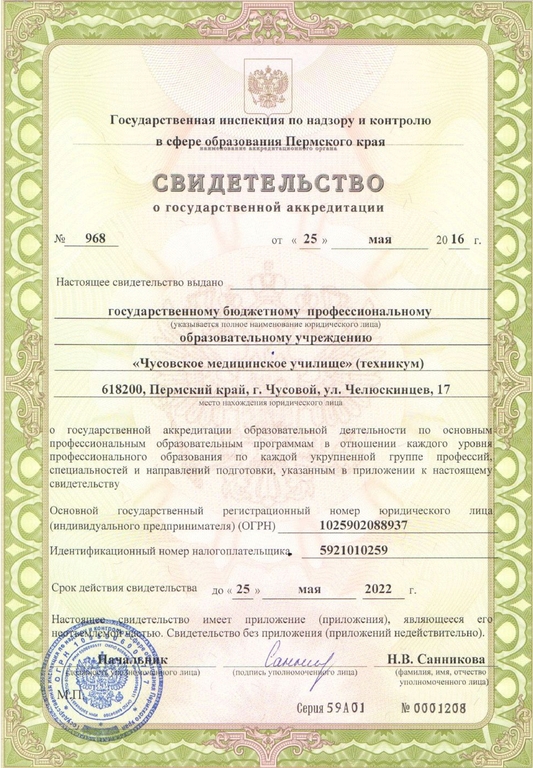 Государственная инспекция по надзору и контролю
в сфере образования Пермского края
наименование аккредитационного органа
СВИДЕТЕЛЬСТВО
о государственной аккредитации
№ 968 от « 25 » мая 20 16 г.
Настоящее свидетельство выдано
государственному бюджетному профессиональному
(указывается полное наименование юридического лица)
образовательному учреждению
«Чусовское медицинское училище» (техникум)
618200, Пермский край, г. Чусовой, ул. Челюскинцев, 17
место нахождения юридического лица
о государственной аккредитации образовательной деятельности по основным
профессиональным образовательным программам в отношении каждого уровня
профессионального образования по каждой укрупненной группе профессий,
специальностей и направлений подготовки, указанным в приложении к настоящему
свидетельству
Основной государственный регистрационный номер юридического лица
(индивидуального предпринимателя) (ОГРН) 1025902088937
Идентификационный номер налогоплательщика 5921010259
Срок действия свидетельства до « 25 » мая 2022 г.
Настоящее свидетельство имеет приложение (приложения), являющееся его
неотъемлемой частью. Свидетельство без приложения (приложений недействительно).
Начальник Н.В. Санникова
(должность уполномоченного лица) (подпись уполномоченного лица) (фамилия, имя, отчество
уполномоченного лица)
М.П.
Серия 59А01 № 0001208